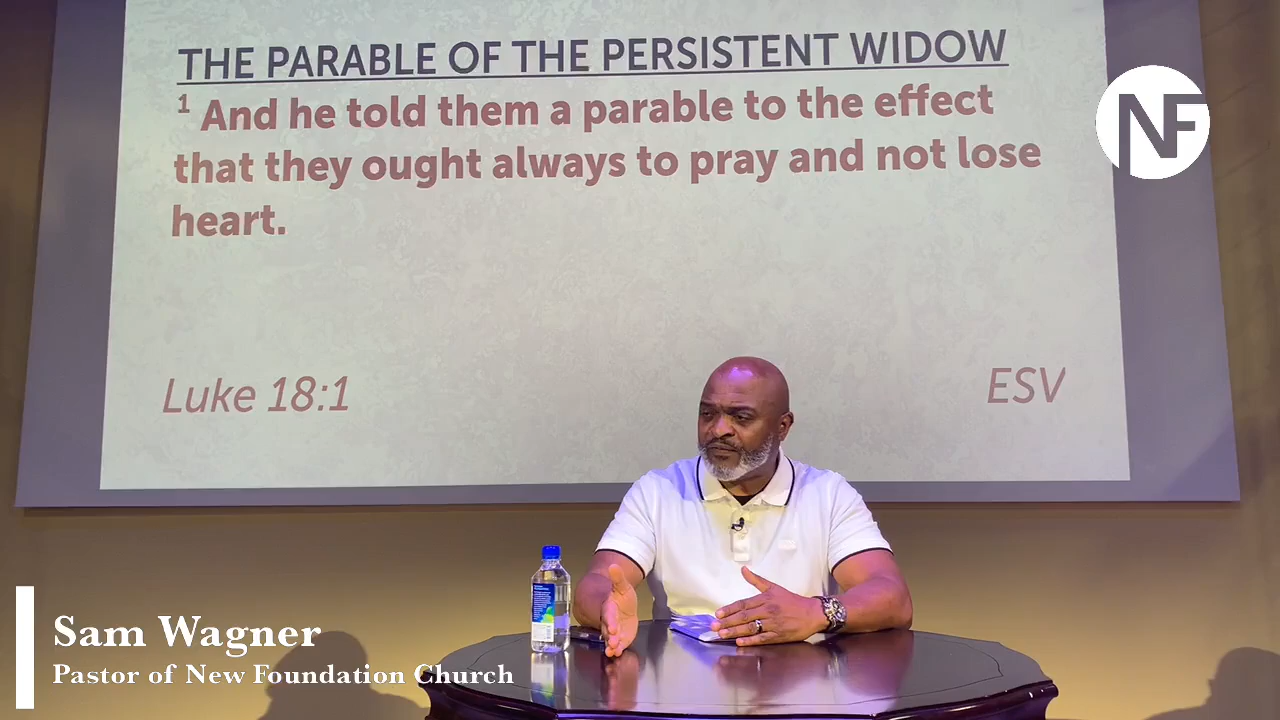 THE PARABLE OF THE PERSISTENT WIDOW
1 And he told them a parable to the effect
that they ought always to pray and not lose
heart.
Luke 18:1
ESV
NF
Sam Wagner
Pastor of New Foundation Church